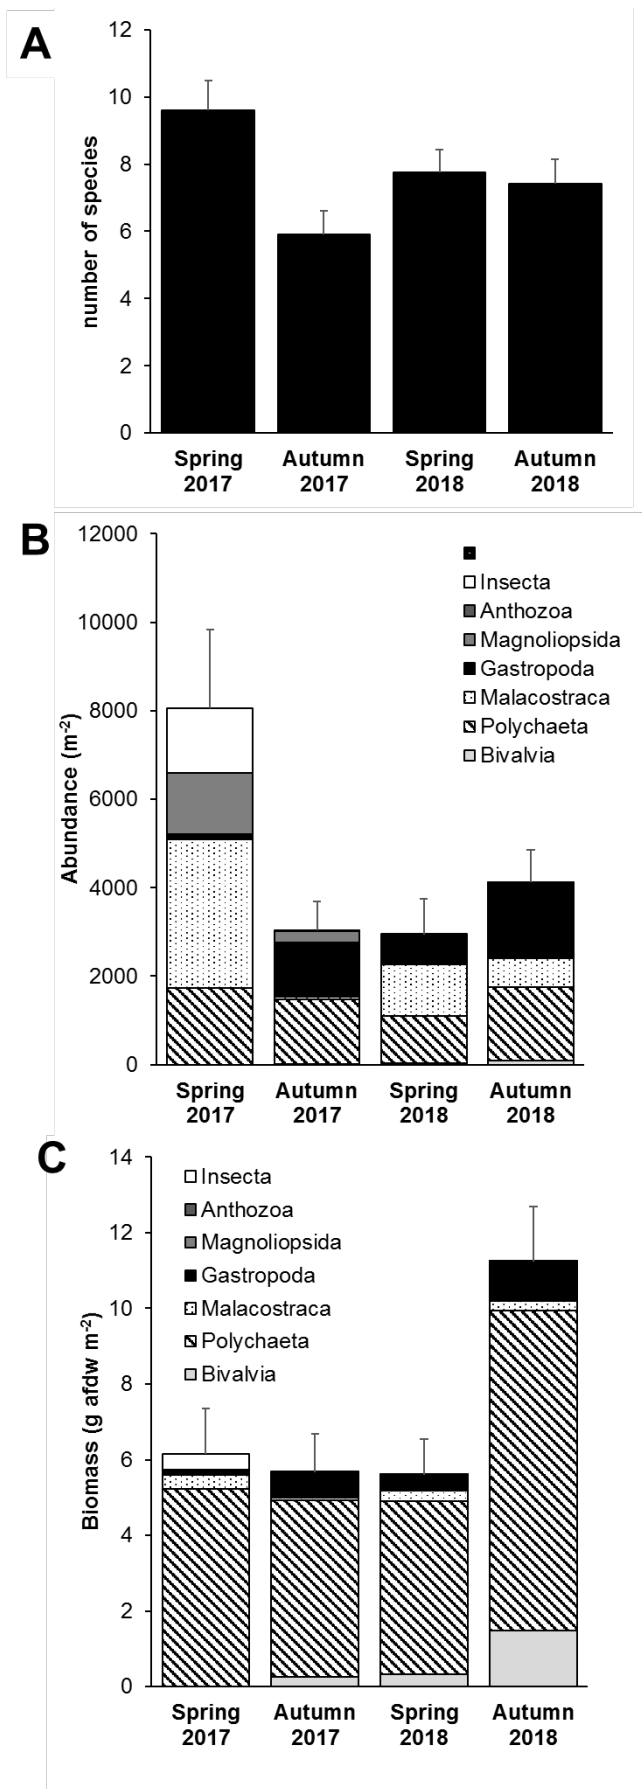 A
12
10
8
6
4
2
0
number of species
Spring 2017
Autumn 2017
Spring 2018
Autumn 2018
B
12000
10000
8000
6000
4000
2000
0
Abundance (m-2)
Insecta
Anthozoa
Magnoliopsida
Gastropoda
Malacostraca
Polychaeta
Bivalvia
Spring 2017
Autumn 2017
Spring 2018
Autumn 2018
C
14
12
10
8
6
4
2
0
Biomass (g afdw m-2)
Insecta
Anthozoa
Magnoliopsida
Gastropoda
Malacostraca
Polychaeta
Bivalvia
Spring 2017
Autumn 2017
Spring 2018
Autumn 2018